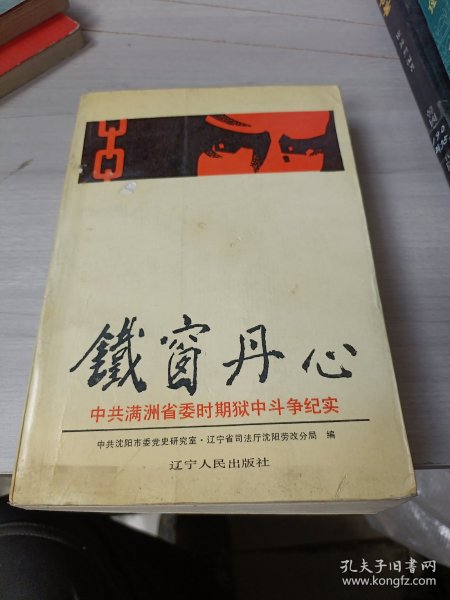 鐵窗丹心
中共满洲省委时期狱中斗争纪实
中共沈阳市委党史研究室·辽宁省司法厅沈阳劳改分局 编
辽宁人民出版社
孔夫子旧书网
www.kongfz.com